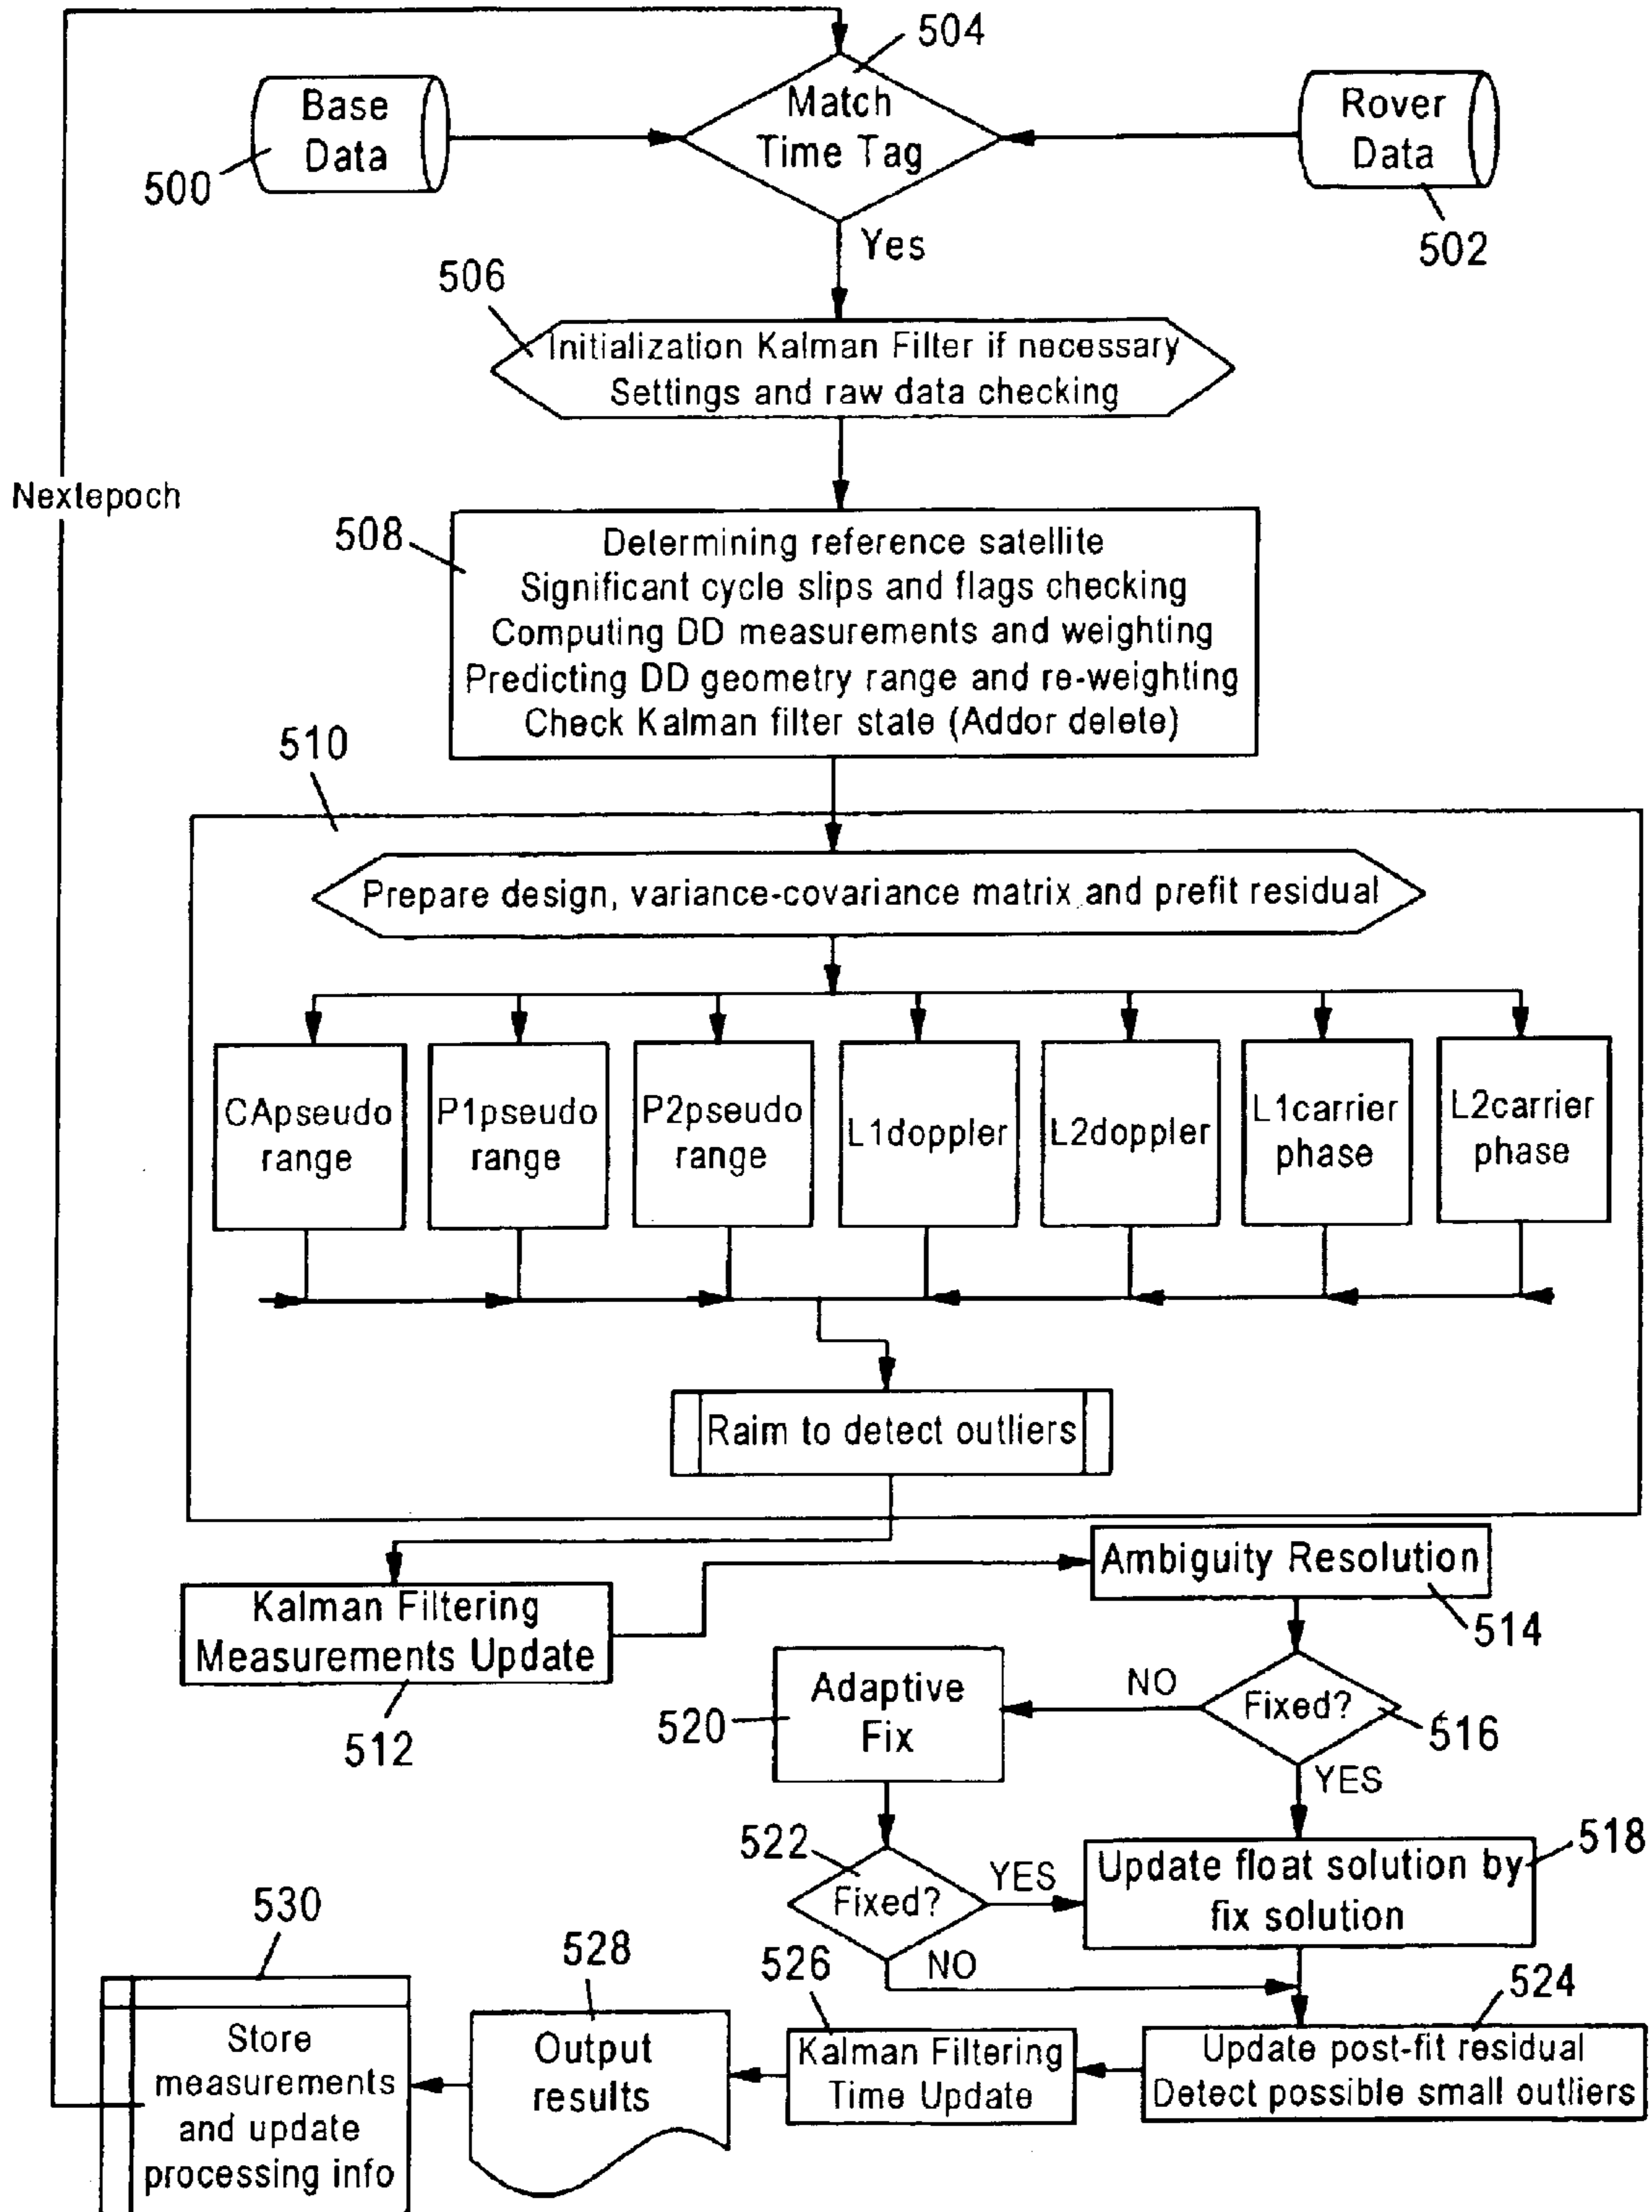 504
Base
Data
Match
Time Tag
Rover
Data
500
502
Yes
506
Initialization Kalman Filter if necessary
Settings and raw data checking
Nextepoch
508
Determining reference satellite
Significant cycle slips and flags checking
Computing DD measurements and weighting
Predicting DD geometry range and re-weighting
Check Kalman filter state (Addor delete)
510
Prepare design, variance-covariance matrix and prefit residual
CApseudo
range
P1pseudo
range
P2pseudo
range
L1doppler
L2doppler
L1carrier
phase
L2carrier
phase
Raim to detect outliers
Kalman Filtering
Measurements Update
512
Ambiguity Resolution
514
Adaptive
Fix
520
NO
Fixed?
516
YES
522
Fixed?
YES
NO
Update float solution by
fix solution
518
530
528
526
524
Store
measurements
and update
processing info
Output
results
Kalman Filtering
Time Update
Update post-fit residual
Detect possible small outliers